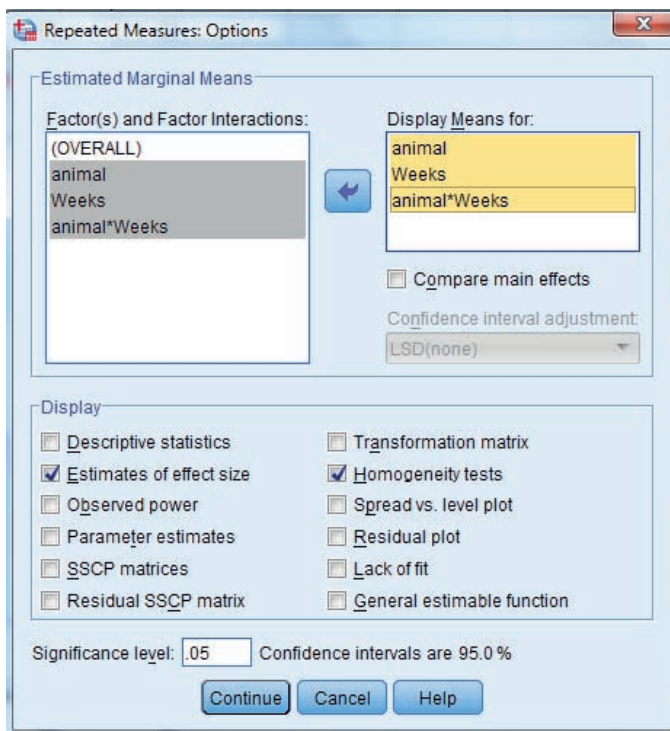 Repeated Measures: Options
Estimated Marginal Means
Factor(s) and Factor Interactions:
(OVERALL)
animal
Weeks
animal*Weeks
Display Means for:
animal
Weeks
animal*Weeks
Compare main effects
Confidence interval adjustment:
LSD(none)
Display
Descriptive statistics
Transformation matrix
Estimates of effect size
Homogeneity tests
Observed power
Spread vs. level plot
Parameter estimates
Residual plot
SSCP matrices
Lack of fit
Residual SSCP matrix
General estimable function
Significance level: .05 Confidence intervals are 95.0 %
Continue Cancel Help